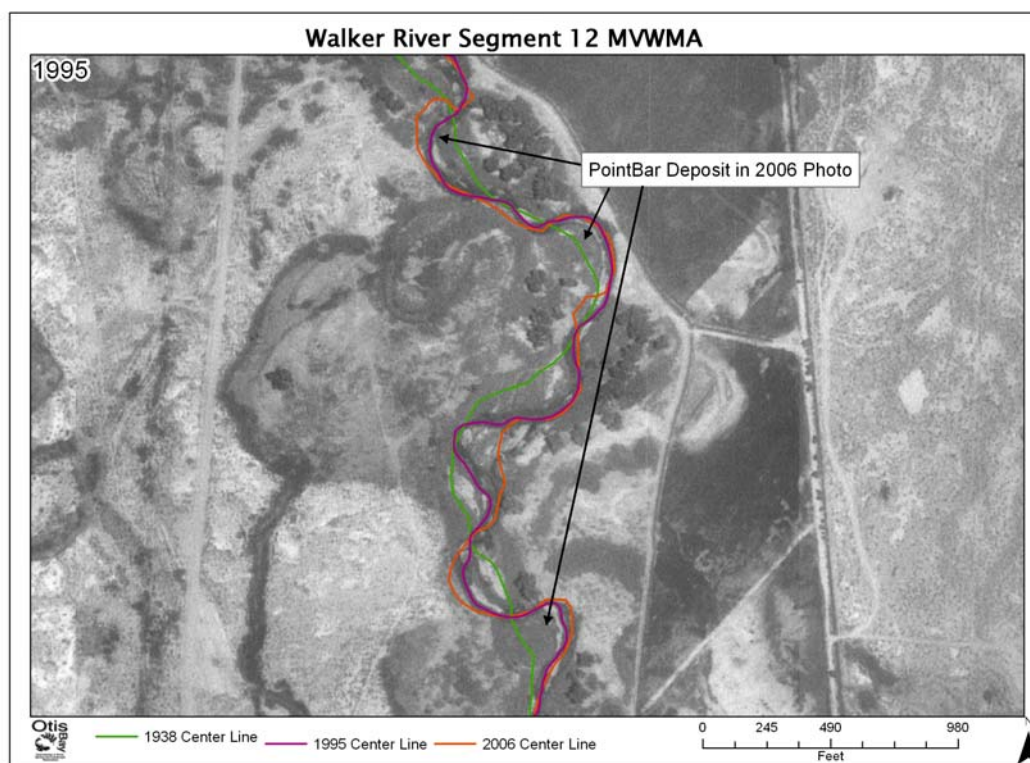 Walker River Segment 12 MVWMA
1995
PointBar Deposit in 2006 Photo
Otis
Bay
1938 Center Line
1995 Center Line
2006 Center Line
0 245 490 980
Feet
N